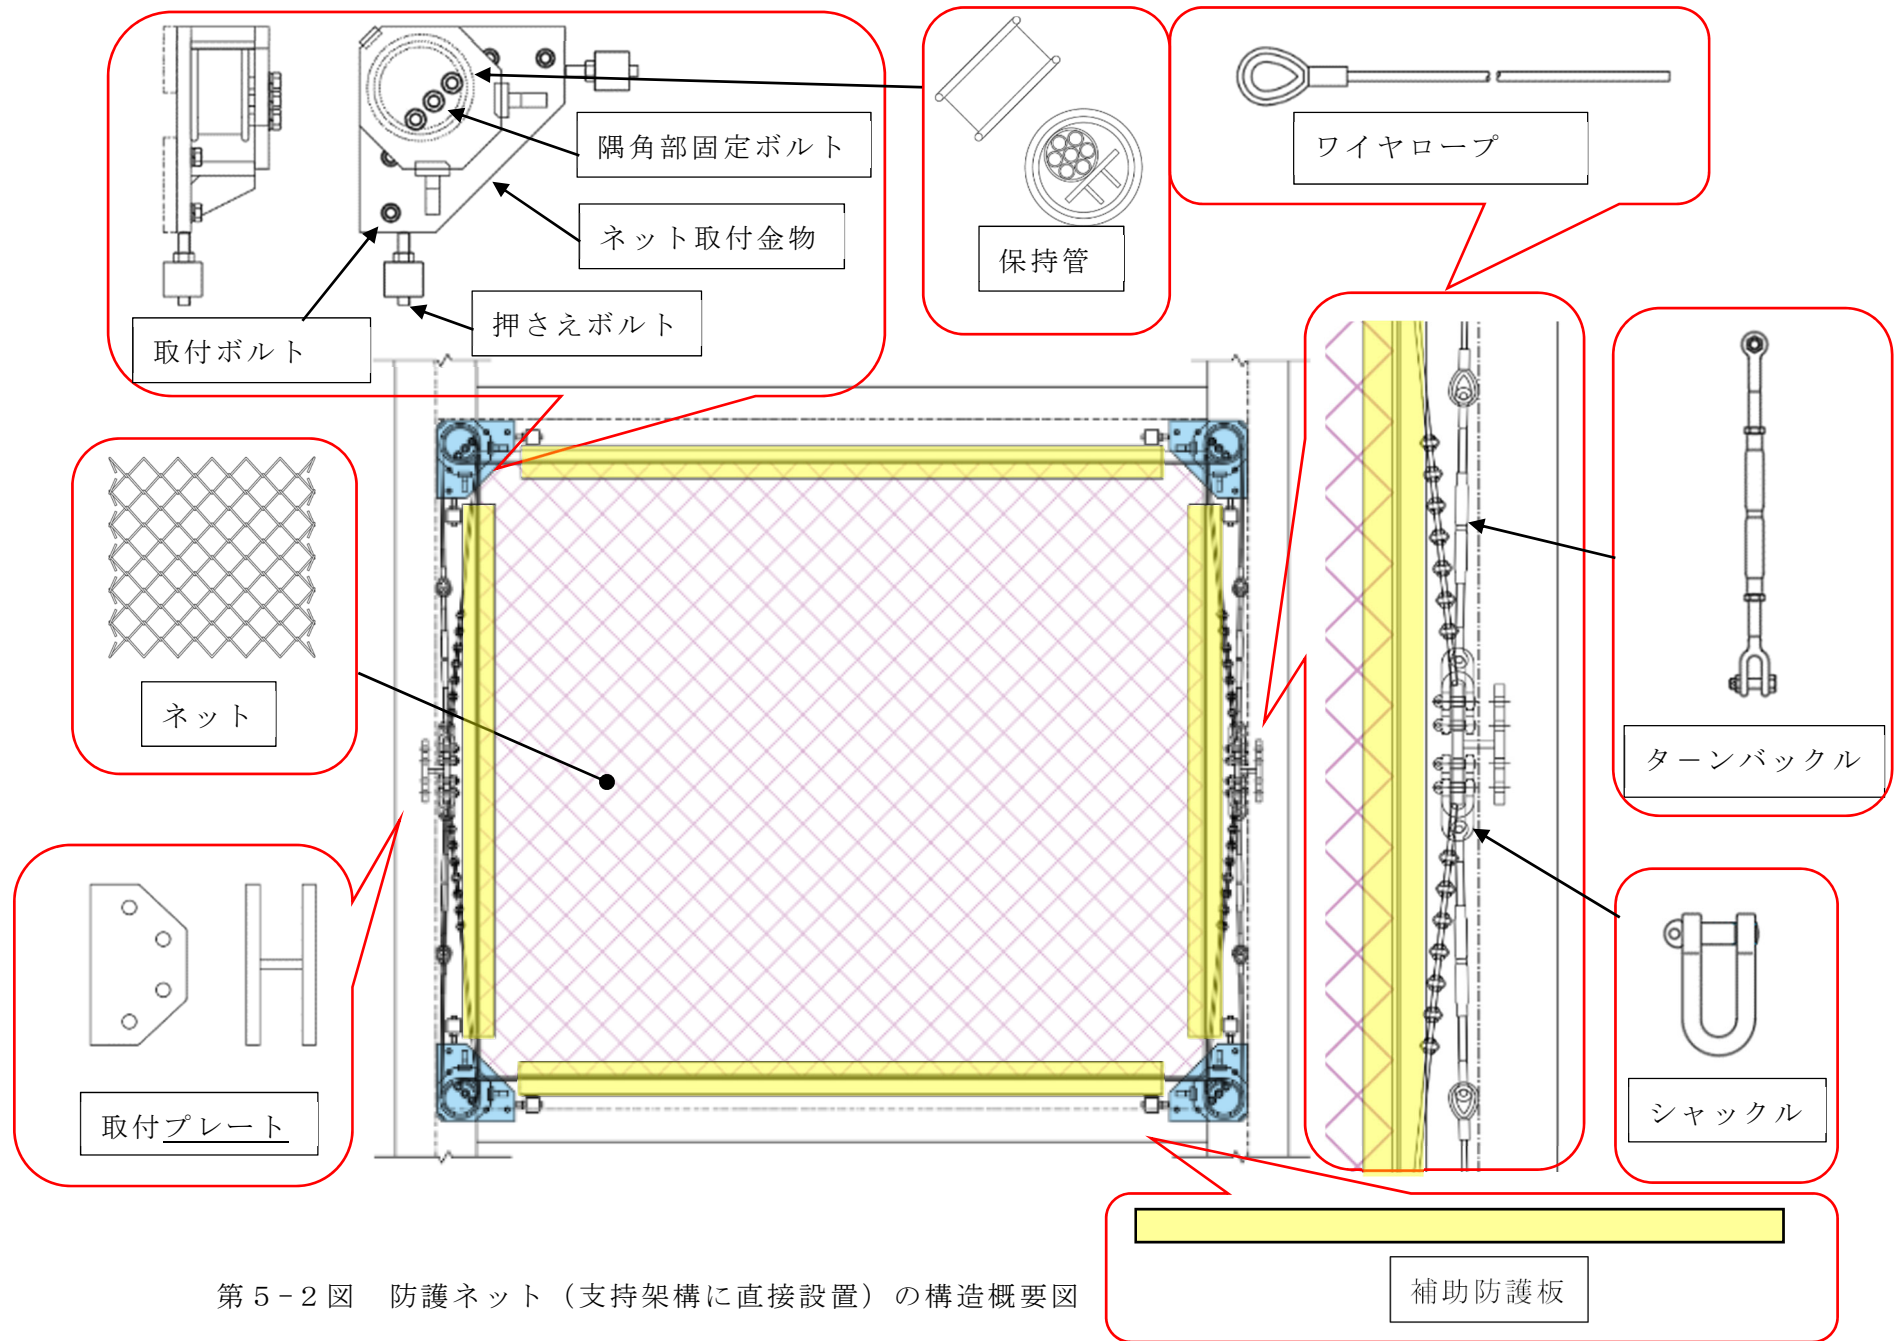 隅角部固定ボルト
ネット取付金物
押さえボルト
取付ボルト
保持管
ワイヤロープ
ネット
ターンバックル
取付プレート
シャックル
補助防護板
第5-2図　防護ネット（支持架構に直接設置）の構造概要図